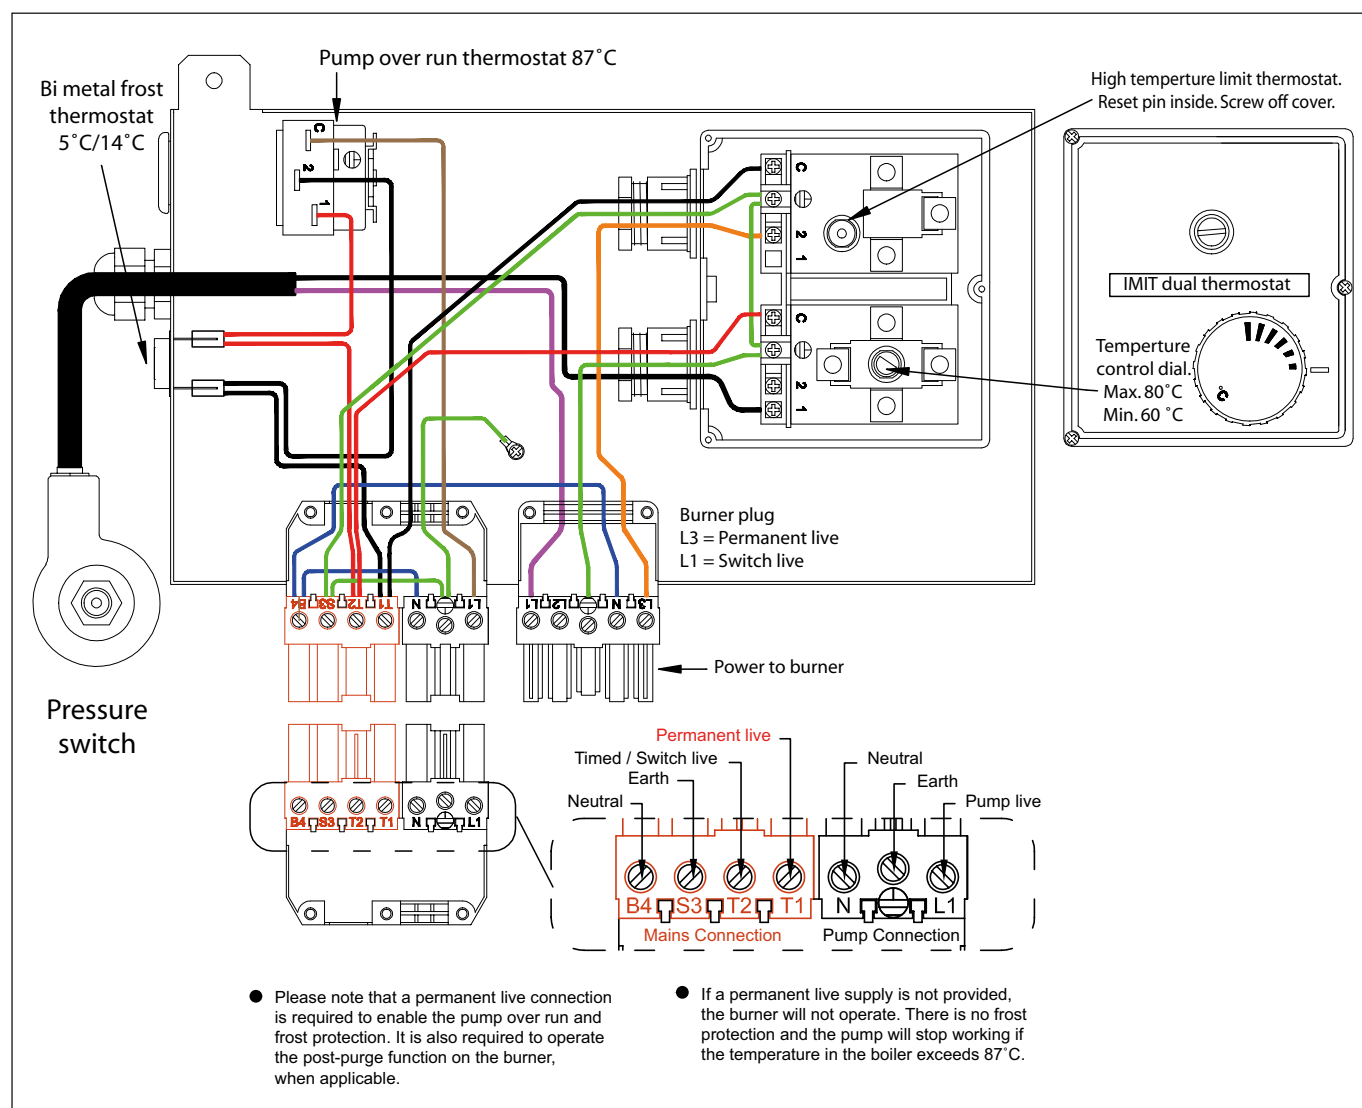 Pump over run thermostat 87˚C
Bi metal frost
thermostat
5˚C/14˚C
High temperture limit thermostat.
Reset pin inside. Screw off cover.
C
2
1
C
2
1
C
2
1
IMIT dual thermostat
Temperture
control dial.
Max. 80˚C
Min. 60 ˚C
˚C
Burner plug
L3 = Permanent live
L1 = Switch live
B4
S3
T2
T1
N
L1
L1
L2
N
L3
Power to burner
Pressure
switch
B4
S3
T2
T1
N
L1
Permanent live
Timed / Switch live
Earth
Neutral
Neutral
Earth
Pump live
B4
S3
T2
T1
N
L1
Mains Connection
Pump Connection
● Please note that a permanent live connection
is required to enable the pump over run and
frost protection. It is also required to operate
the post-purge function on the burner,
when applicable.
● If a permanent live supply is not provided,
the burner will not operate. There is no frost
protection and the pump will stop working if
the temperature in the boiler exceeds 87˚C.